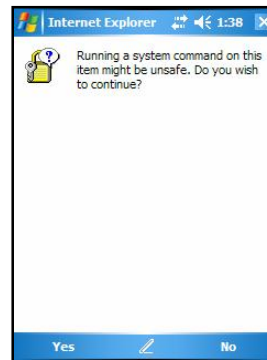 Internet Explorer 1:38
Running a system command on this
item might be unsafe. Do you wish
to continue?
Yes No